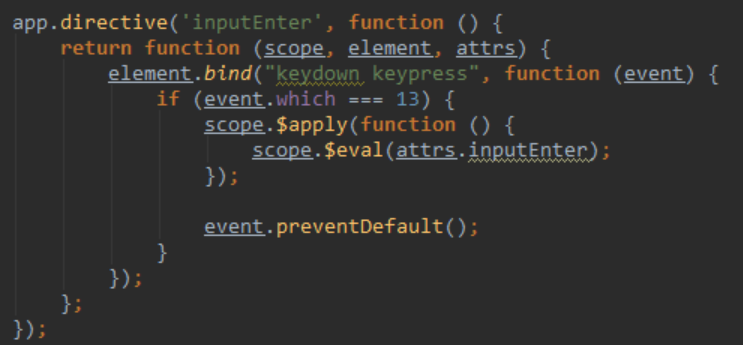 app.directive('inputEnter', function () {
    return function (scope, element, attrs) {
        element.bind("keydown keypress", function (event) {
            if (event.which === 13) {
                scope.$apply(function () {
                    scope.$eval(attrs.inputEnter);
                });

                event.preventDefault();
            }
        });
    };
});